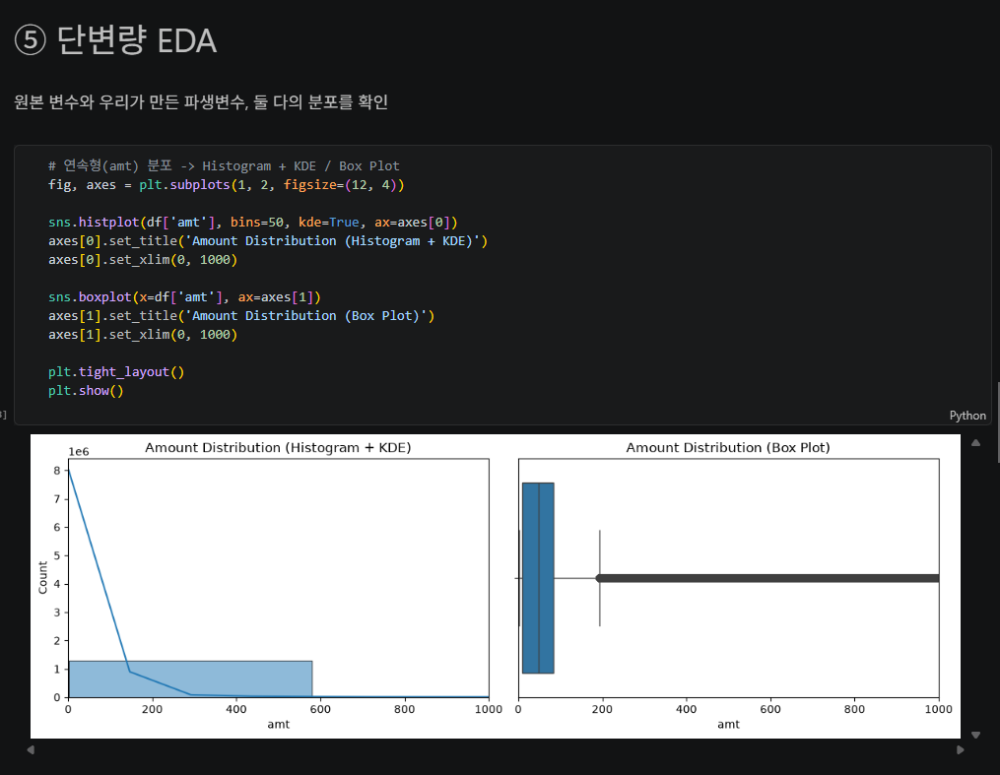 ⑤ 단변량 EDA
원본 변수와 우리가 만든 파생변수, 둘 다의 분포를 확인
# 연속형(amt) 분포 -> Histogram + KDE / Box Plot
fig, axes = plt.subplots(1, 2, figsize=(12, 4))
sns.histplot(df['amt'], bins=50, kde=True, ax=axes[0])
axes[0].set_title('Amount Distribution (Histogram + KDE)')
axes[0].set_xlim(0, 1000)
sns.boxplot(x=df['amt'], ax=axes[1])
axes[1].set_title('Amount Distribution (Box Plot)')
axes[1].set_xlim(0, 1000)
plt.tight_layout()
plt.show()
Python
Amount Distribution (Histogram + KDE)
1e6
8
7
6
5
4
3
2
1
0
Count
0 200 400 600 800 1000
amt
Amount Distribution (Box Plot)
0 200 400 600 800 1000
amt